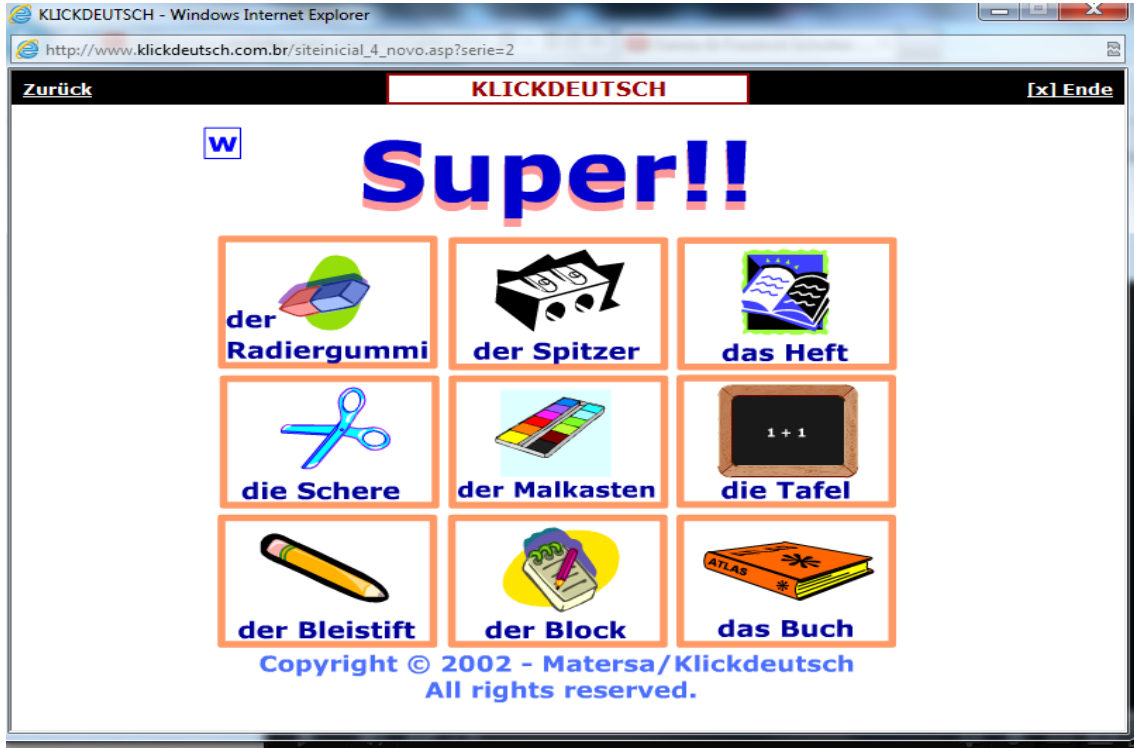 KLICKDEUTSCH - Windows Internet Explorer
http://www.klickdeutsch.com.br/siteinicial_4_novo.asp?serie=2
Zurück KLICKDEUTSCH [x] Ende
W
Super!!
der
Radiergummi
der Spitzer
das Heft
die Schere
der Malkasten
1 + 1
die Tafel
der Bleistift
der Block
ATLAS
das Buch
Copyright © 2002 - Matersa/Klickdeutsch
All rights reserved.